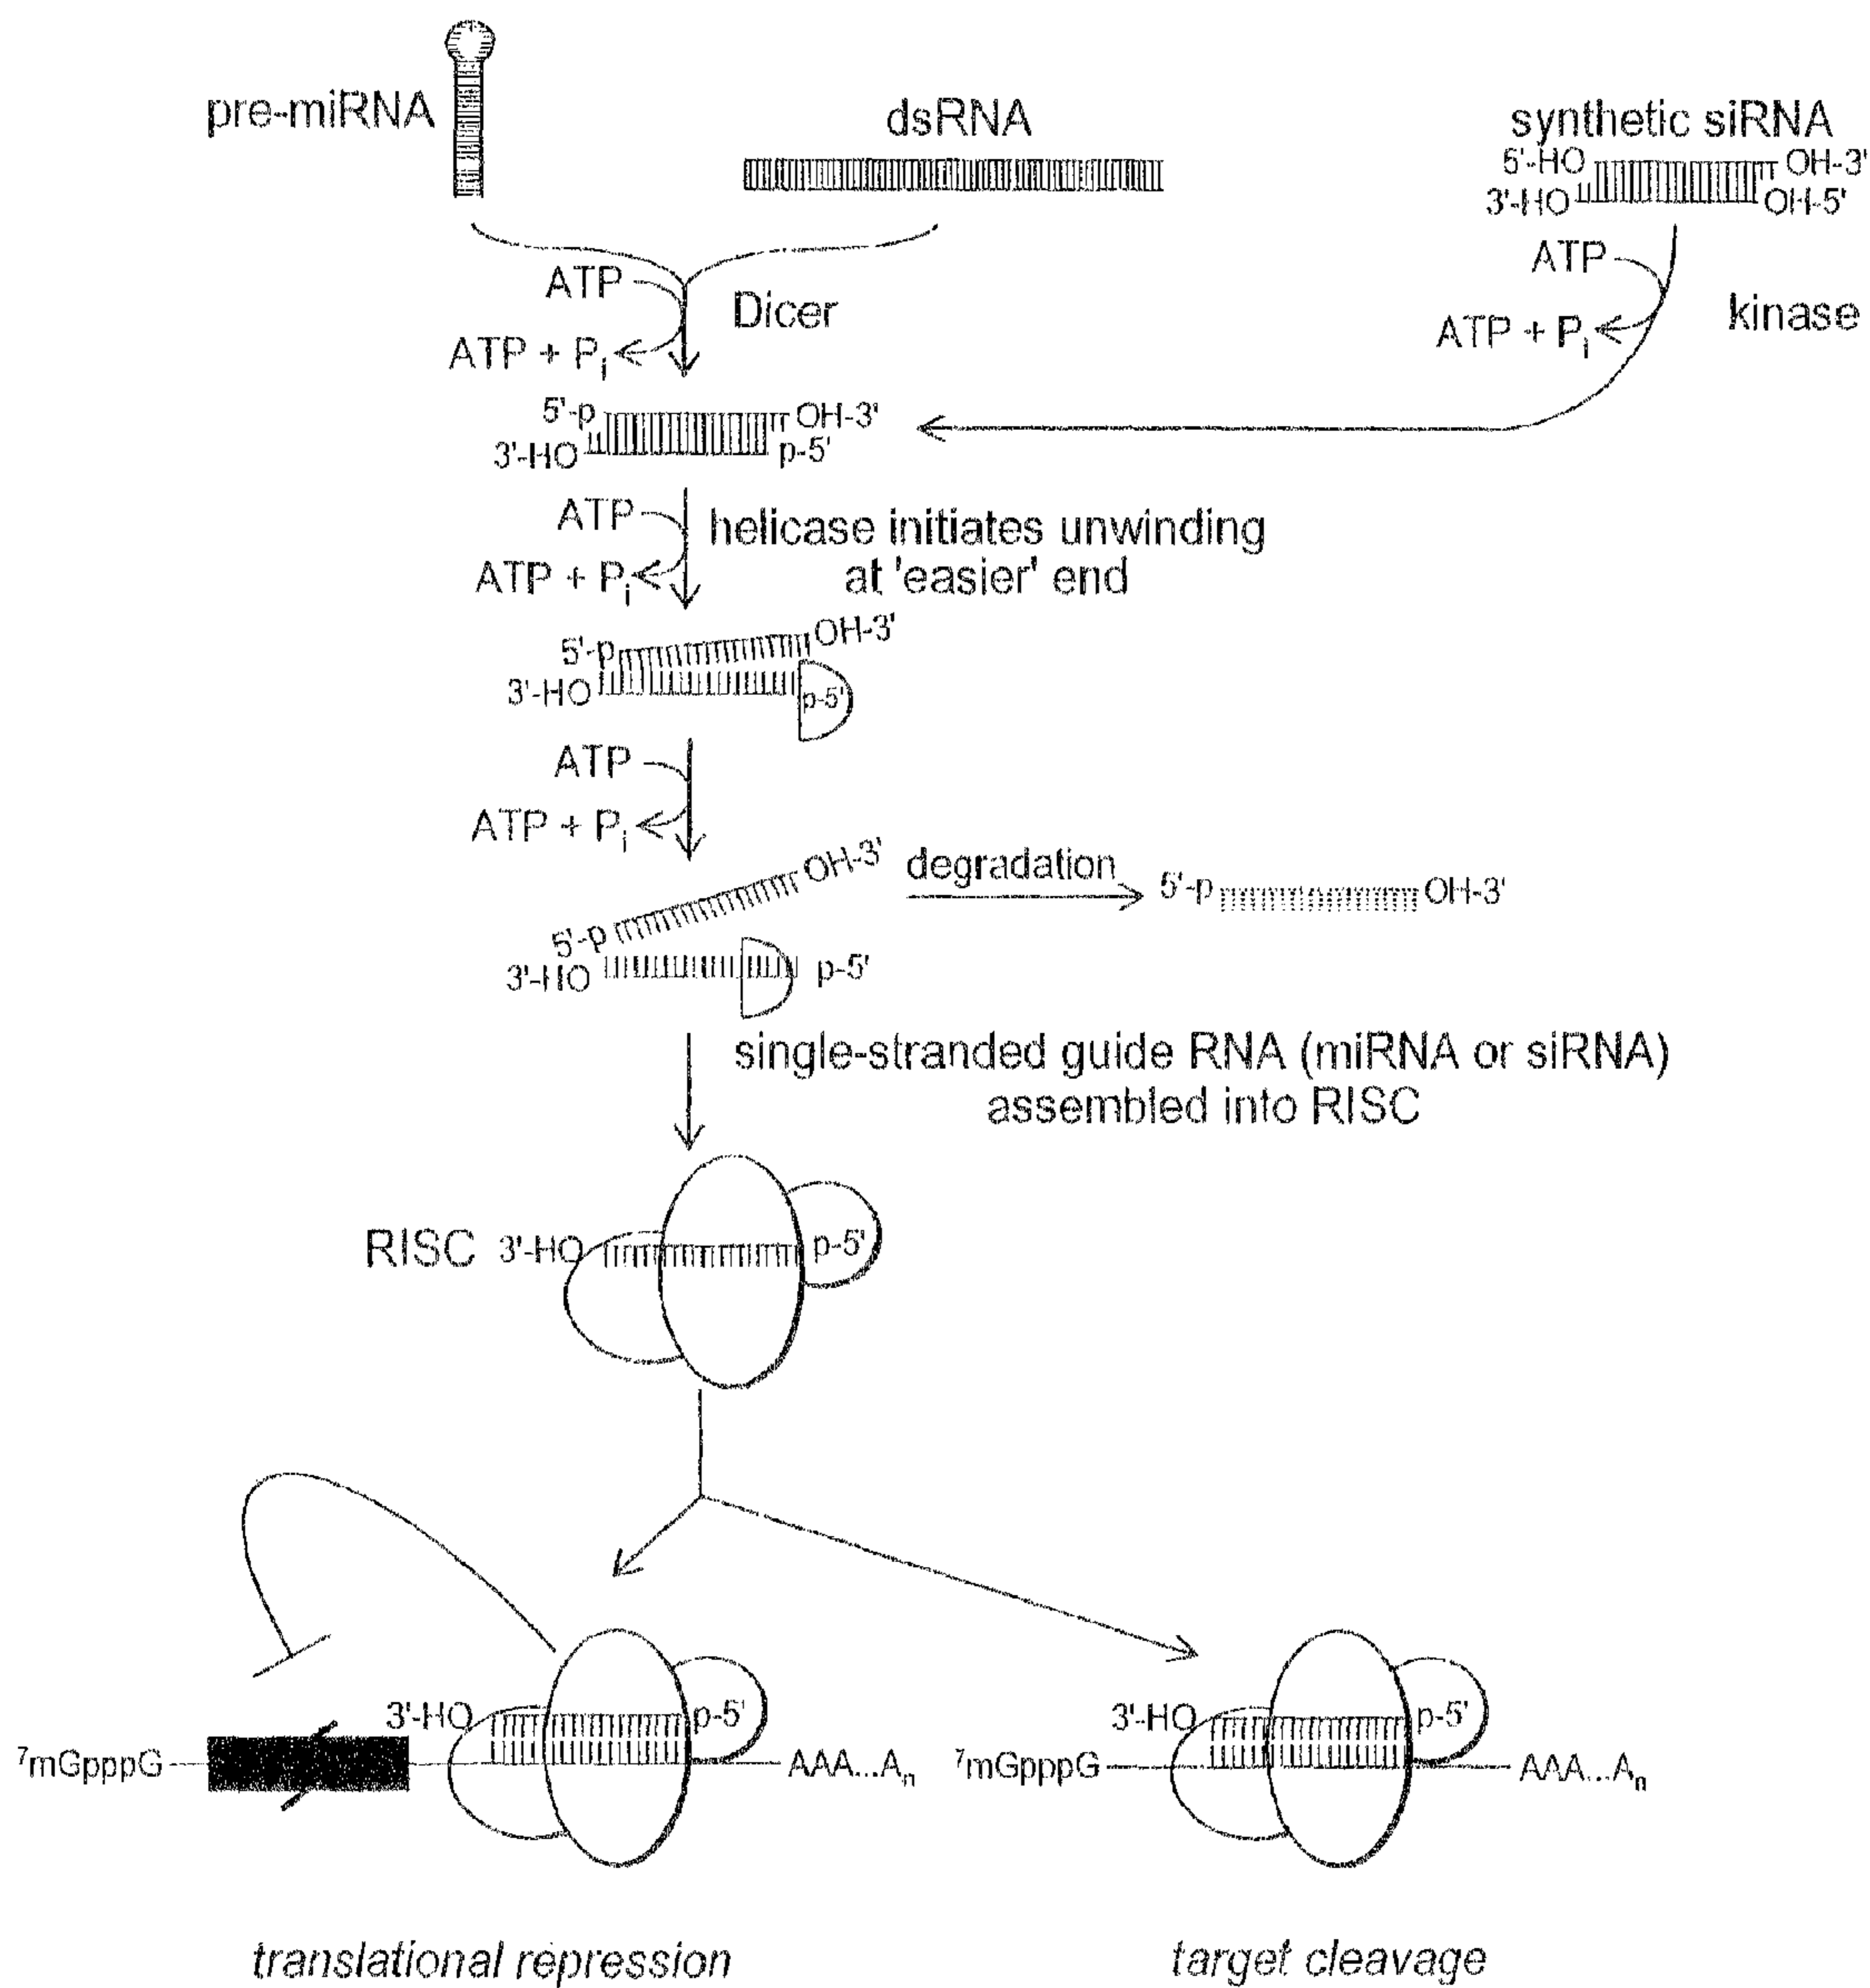 pre-miRNA
dsRNA
synthetic siRNA
5'-HO OH-3'
3'-HO OH-5'
ATP
ATP + Pi
Dicer
ATP
ATP + Pi
kinase
5'-p OH-3'
3'-HO p-5'
ATP
ATP + Pi
helicase initiates unwinding
at 'easier' end
5'-p OH-3'
3'-HO p-5'
ATP
ATP + Pi
5'-p OH-3'
3'-HO p-5'
degradation
5'-p OH-3'
single-stranded guide RNA (miRNA or siRNA)
assembled into RISC
RISC 3'-HO p-5'
3'-HO p-5'
⁷mGpppG AAA...An
3'-HO p-5'
⁷mGpppG AAA...An
translational repression
target cleavage